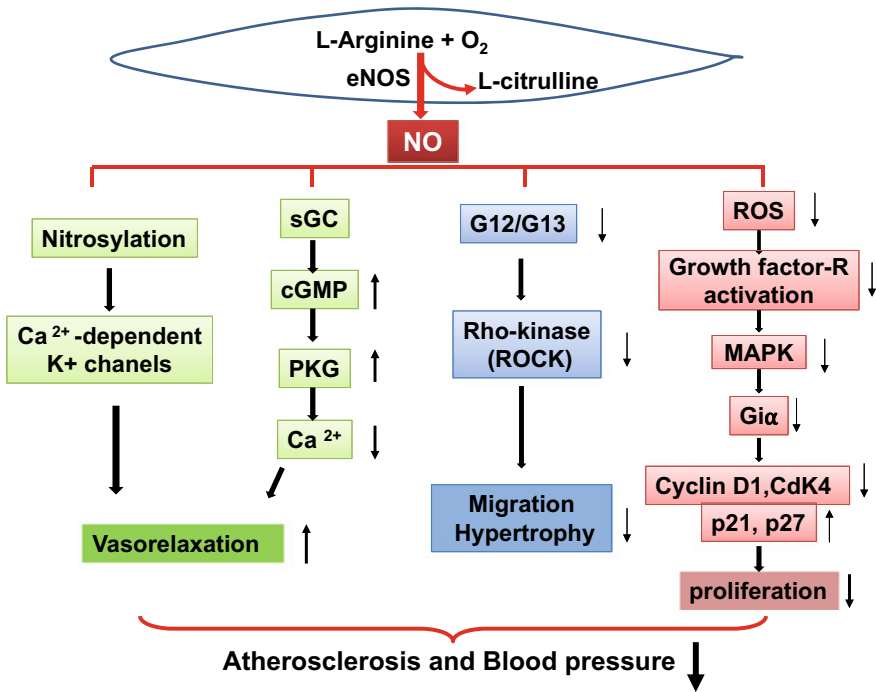 L-Arginine + O2
eNOS
L-citrulline
NO
Nitrosylation
Ca 2+ -dependent
K+ chanels
sGC
cGMP
PKG
Ca 2+
Vasorelaxation
G12/G13
Rho-kinase
(ROCK)
Migration
Hypertrophy
ROS
Growth factor-R
activation
MAPK
Giα
Cyclin D1,CdK4
p21, p27
proliferation
Atherosclerosis and Blood pressure